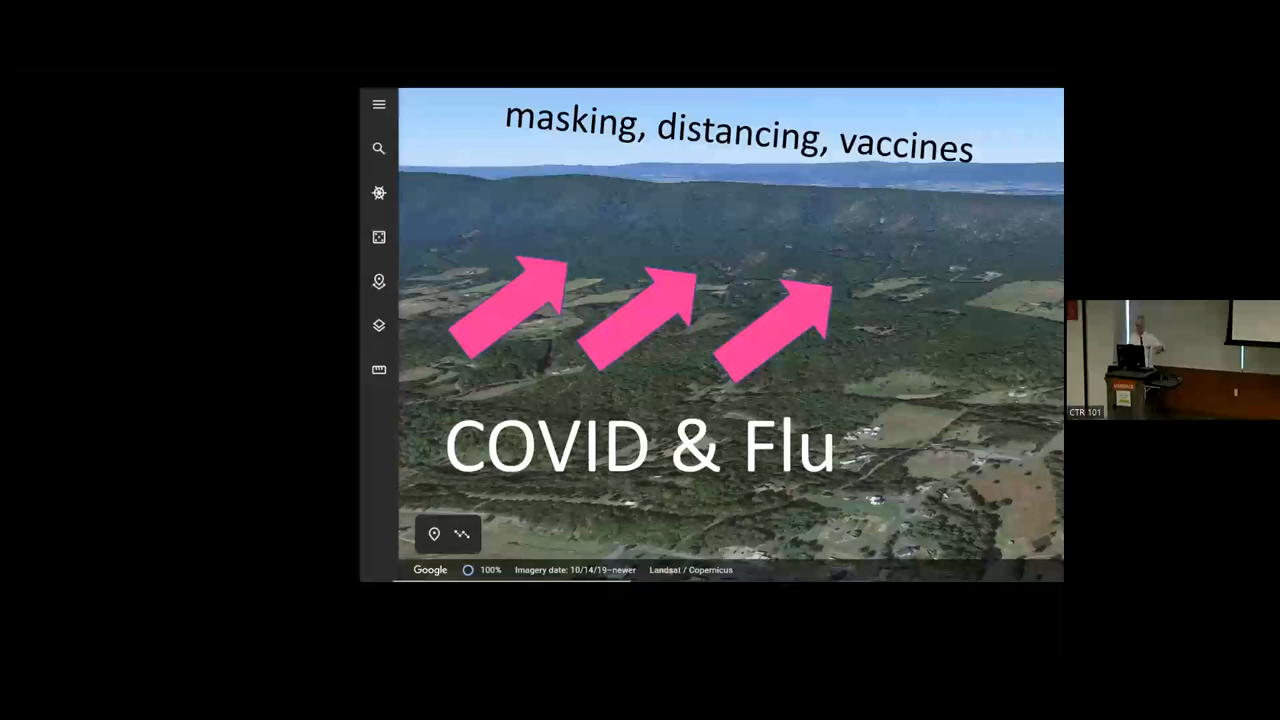 masking, distancing, vaccines
COVID & Flu
Google
100%
Imagery date: 10/14/19–newer
Landsat / Copernicus
CTR 101